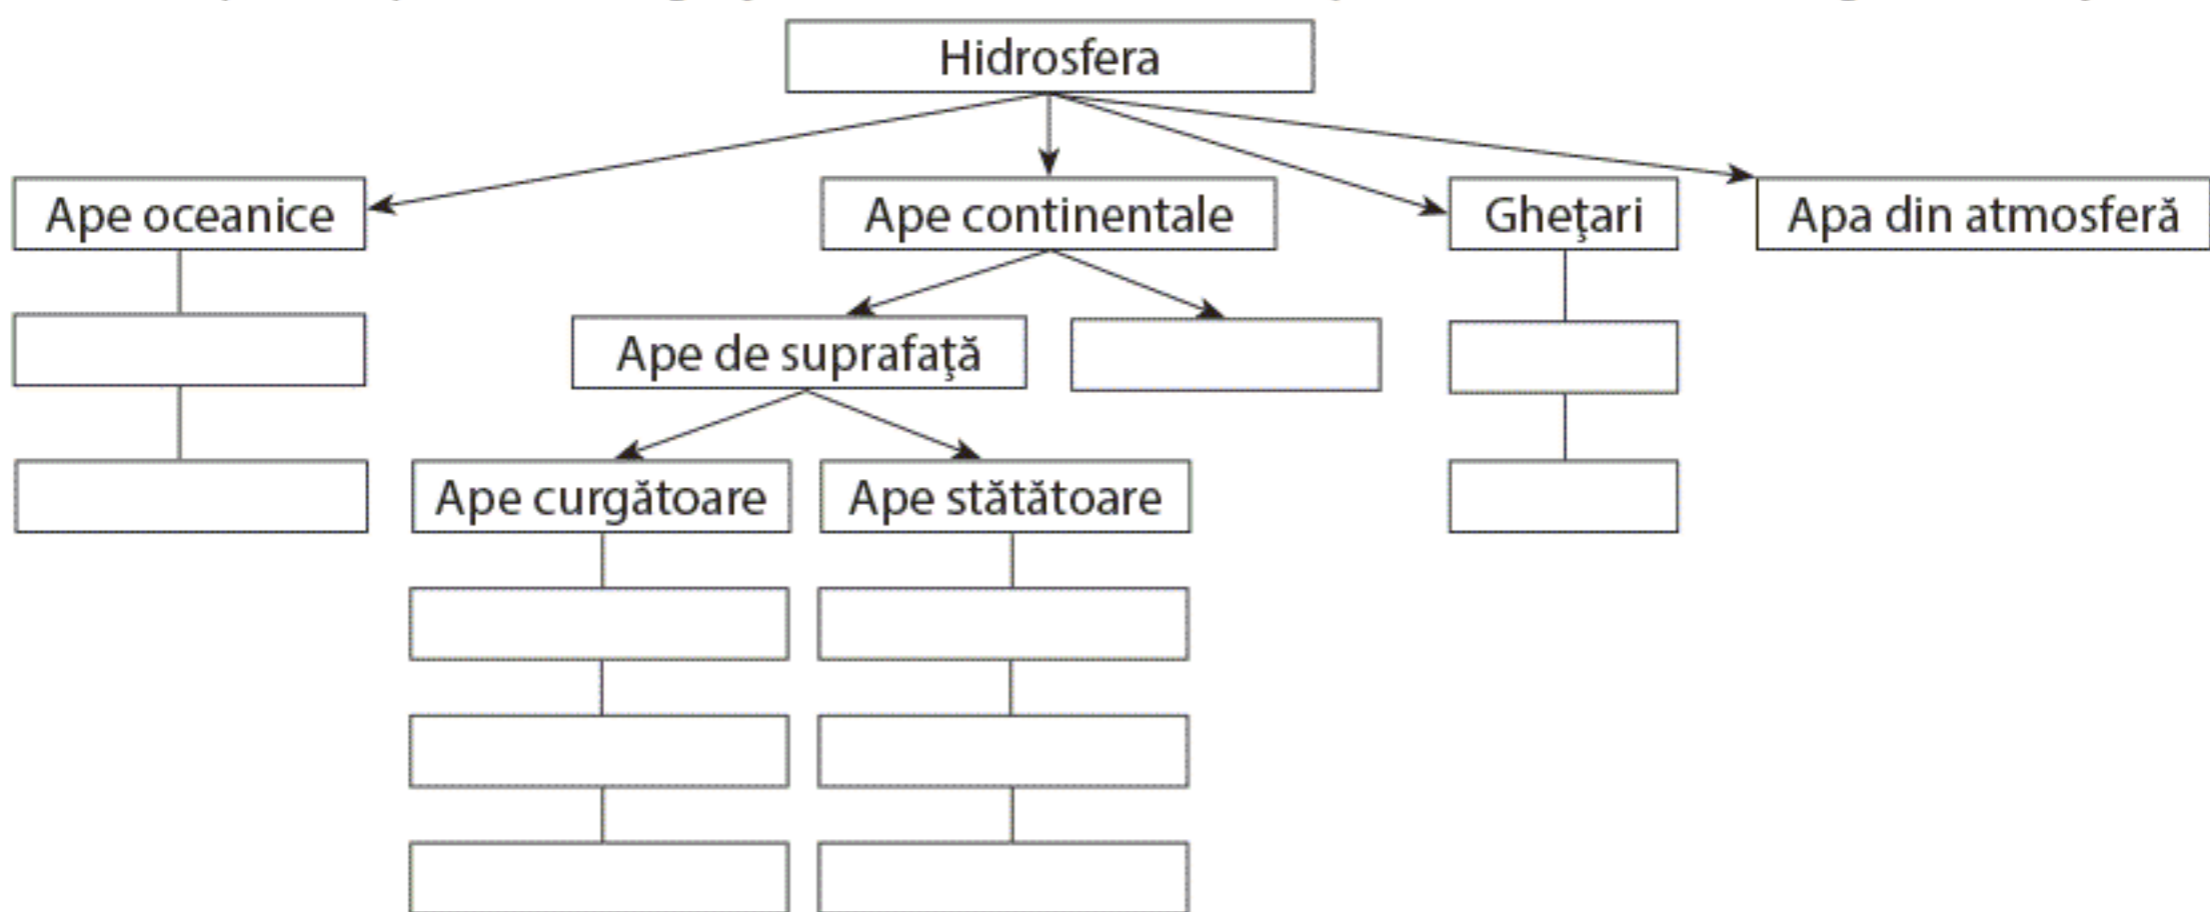 Hidrosfera
Ape oceanice
Ape continentale
Gheţari
Apa din atmosferă
Ape de suprafaţă
Ape curgătoare
Ape stătătoare